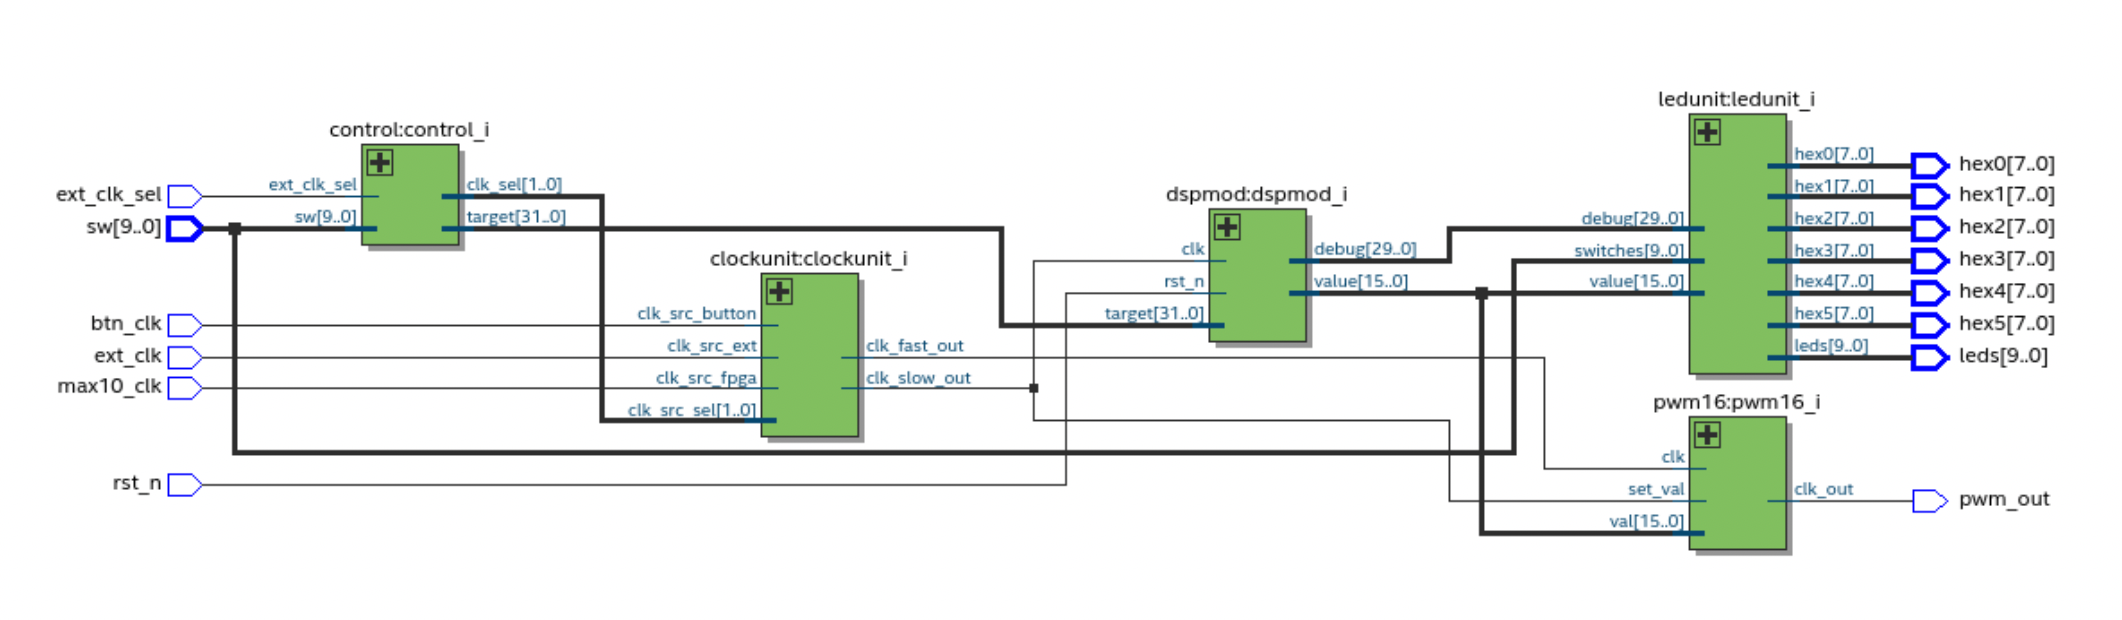 ledunit:ledunit_i
control:control_i
hex0[7..0]
hex0[7..0]
ext_clk_sel
ext_clk_sel
clk_sel[1..0]
dspmod:dspmod_i
hex1[7..0]
hex1[7..0]
sw[9..0]
sw[9..0]
target[31..0]
debug[29..0]
hex2[7..0]
hex2[7..0]
clockunit:clockunit_i
clk
debug[29..0]
switches[9..0]
hex3[7..0]
hex3[7..0]
rst_n
value[15..0]
value[15..0]
hex4[7..0]
hex4[7..0]
btn_clk
clk_src_button
target[31..0]
hex5[7..0]
hex5[7..0]
ext_clk
clk_src_ext
clk_fast_out
leds[9..0]
leds[9..0]
max10_clk
clk_src_fpga
clk_slow_out
clk_src_sel[1..0]
pwm16:pwm16_i
clk
rst_n
set_val
clk_out
pwm_out
val[15..0]